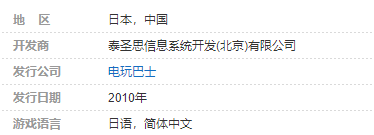 地　区 日本，中国
开发商 泰圣思信息系统开发(北京)有限公司
发行公司 电玩巴士
发行日期 2010年
游戏语言 日语，简体中文